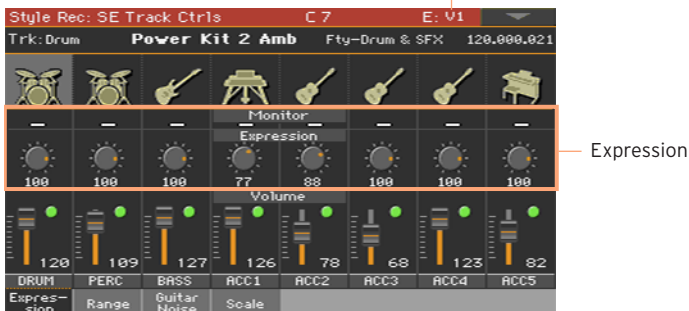 Style Rec: SE Track Ctrls C 7 E: V1
Trk:Drum Power Kit 2 Amb Fty-Drum & SFX 120.000.021
Monitor
Expression
100 100 100 77 88 100 100 100
Expression
Volume
120 109 127 126 78 68 123 82
DRUM PERC BASS ACC1 ACC2 ACC3 ACC4 ACC5
Expres- Range Guitar Scale
sion Noise